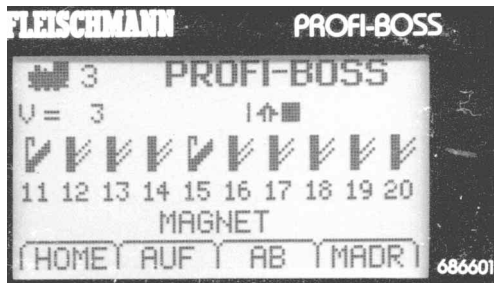 FLEISCHMANN PROFI-BOSS
3 PROFI-BOSS
V = 3
11 12 13 14 15 16 17 18 19 20
MAGNET
HOME AUF AB MADR
686601